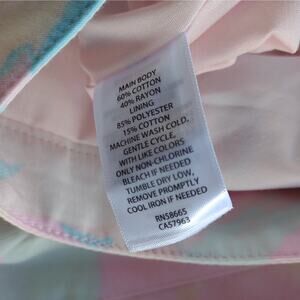 MAIN BODY
60% COTTON
40% RAYON
LINING
85% POLYESTER
15% COTTON
MACHINE WASH COLD,
GENTLE CYCLE,
WITH LIKE COLORS
ONLY NON-CHLORINE
BLEACH IF NEEDED
TUMBLE DRY LOW,
REMOVE PROMPTLY
COOL IRON IF NEEDED
RN58665
CA57963